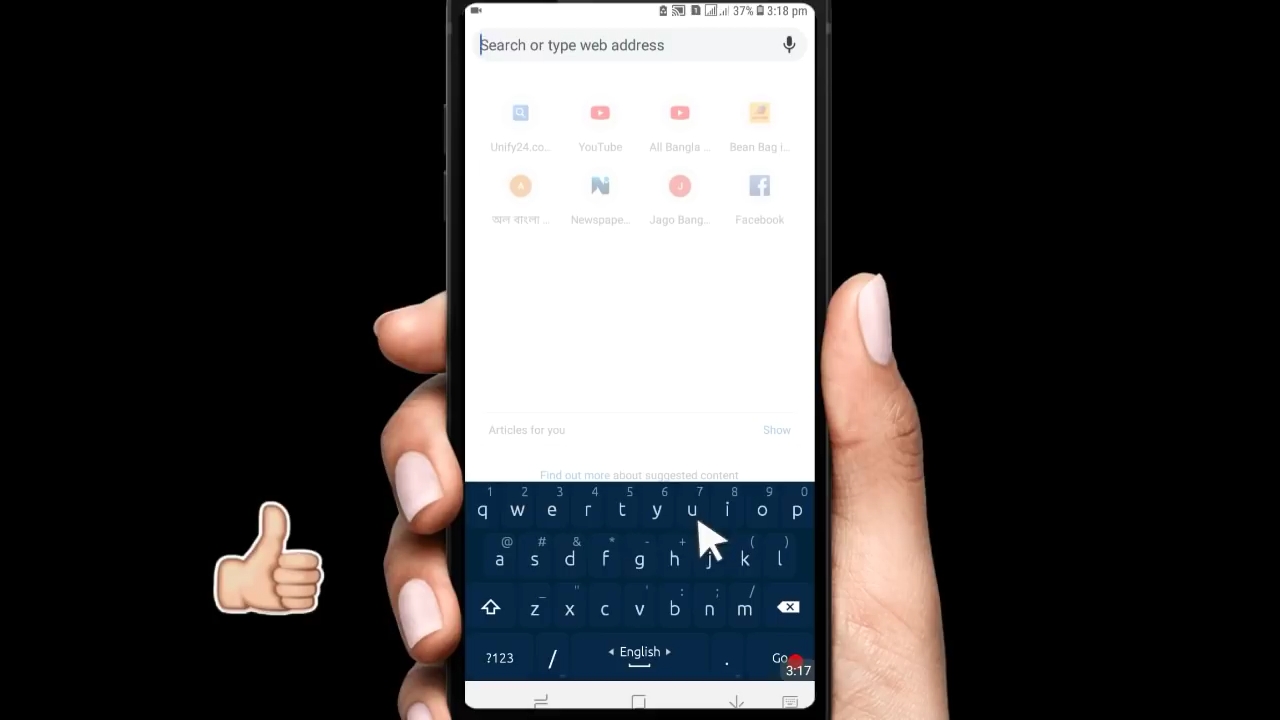 37% 3:18 pm
Search or type web address
Unify24.co... YouTube All Bangla ... Bean Bag i...
অল বাংলা ... Newspape... Jago Bang... Facebook
Articles for you Show
Find out more about suggested content
1 2 3 4 5 6 7 8 9 0
q w e r t y u i o p
@ # & * - + ( )
a s d f g h j k l
_ " ' : ; /
z x c v b n m
?123 / English . Go
3:17